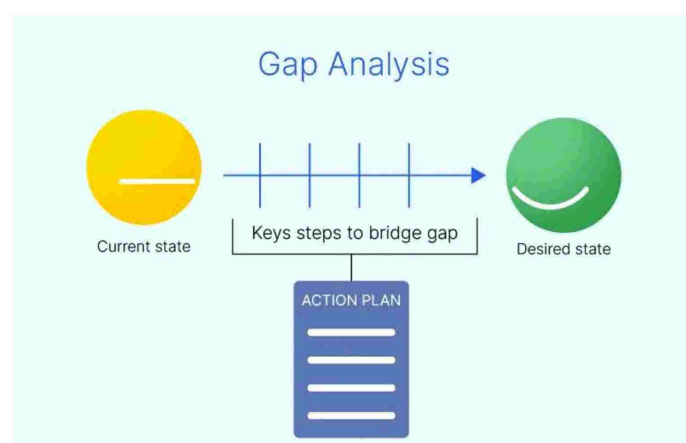 Gap Analysis
Current state
Keys steps to bridge gap
Desired state
ACTION PLAN